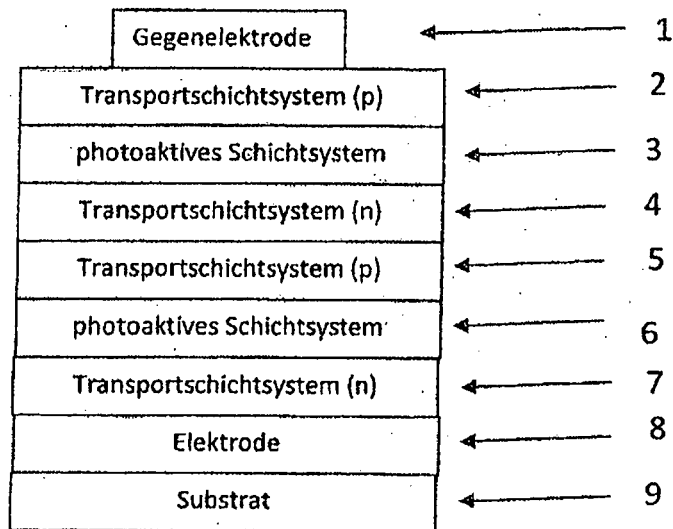 Gegenelektrode 1
Transportschichtsystem (p) 2
photoaktives Schichtsystem 3
Transportschichtsystem (n) 4
Transportschichtsystem (p) 5
photoaktives Schichtsystem 6
Transportschichtsystem (n) 7
Elektrode 8
Substrat 9